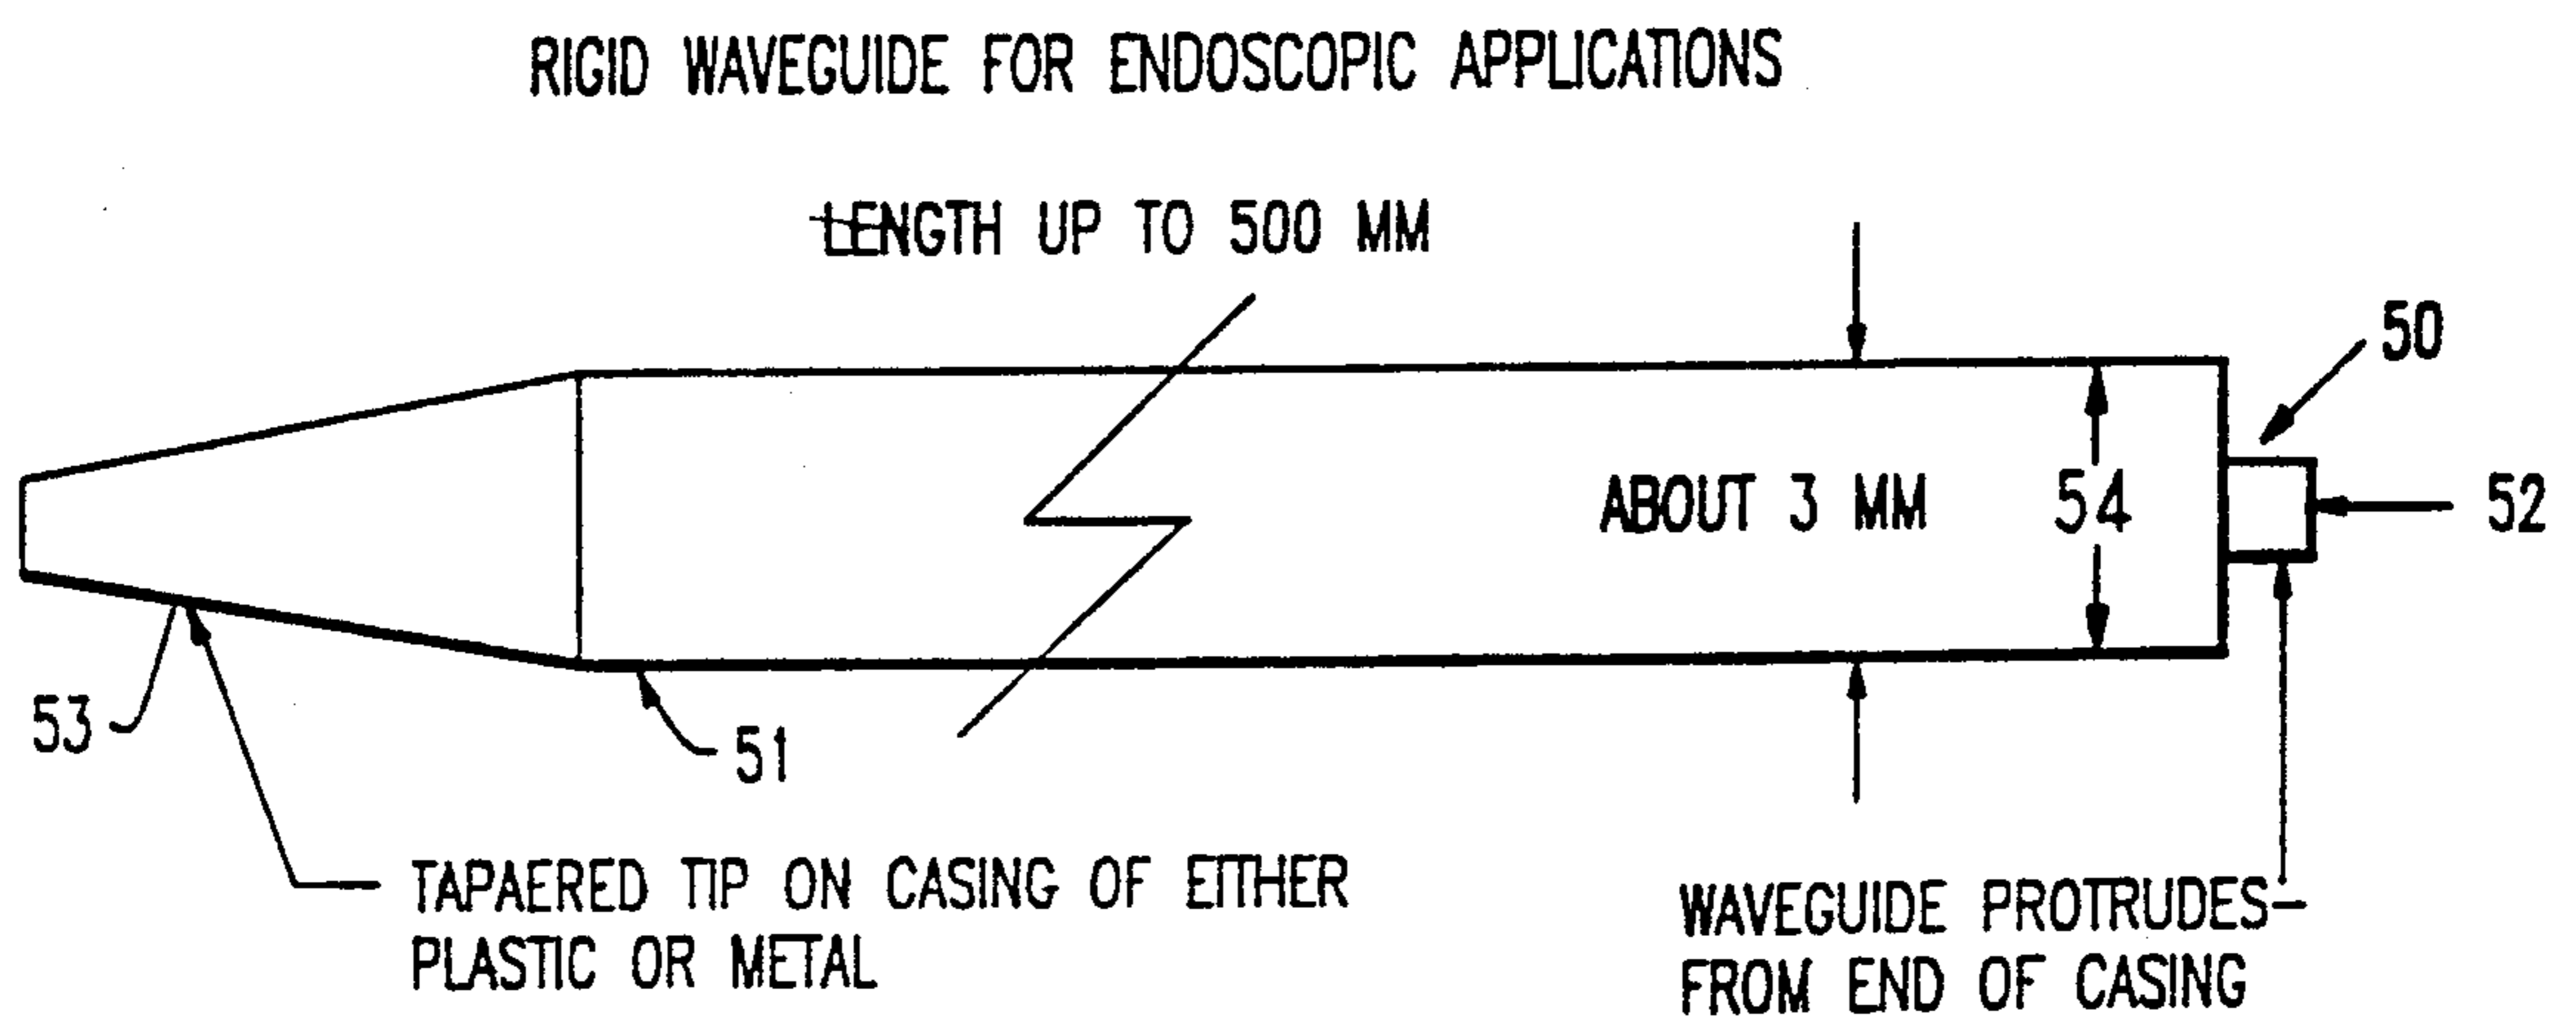 RIGID WAVEGUIDE FOR ENDOSCOPIC APPLICATIONS
LENGTH UP TO 500 MM
50
ABOUT 3 MM
54
52
53
51
TAPAERED TIP ON CASING OF EITHER
PLASTIC OR METAL
WAVEGUIDE PROTRUDES
FROM END OF CASING